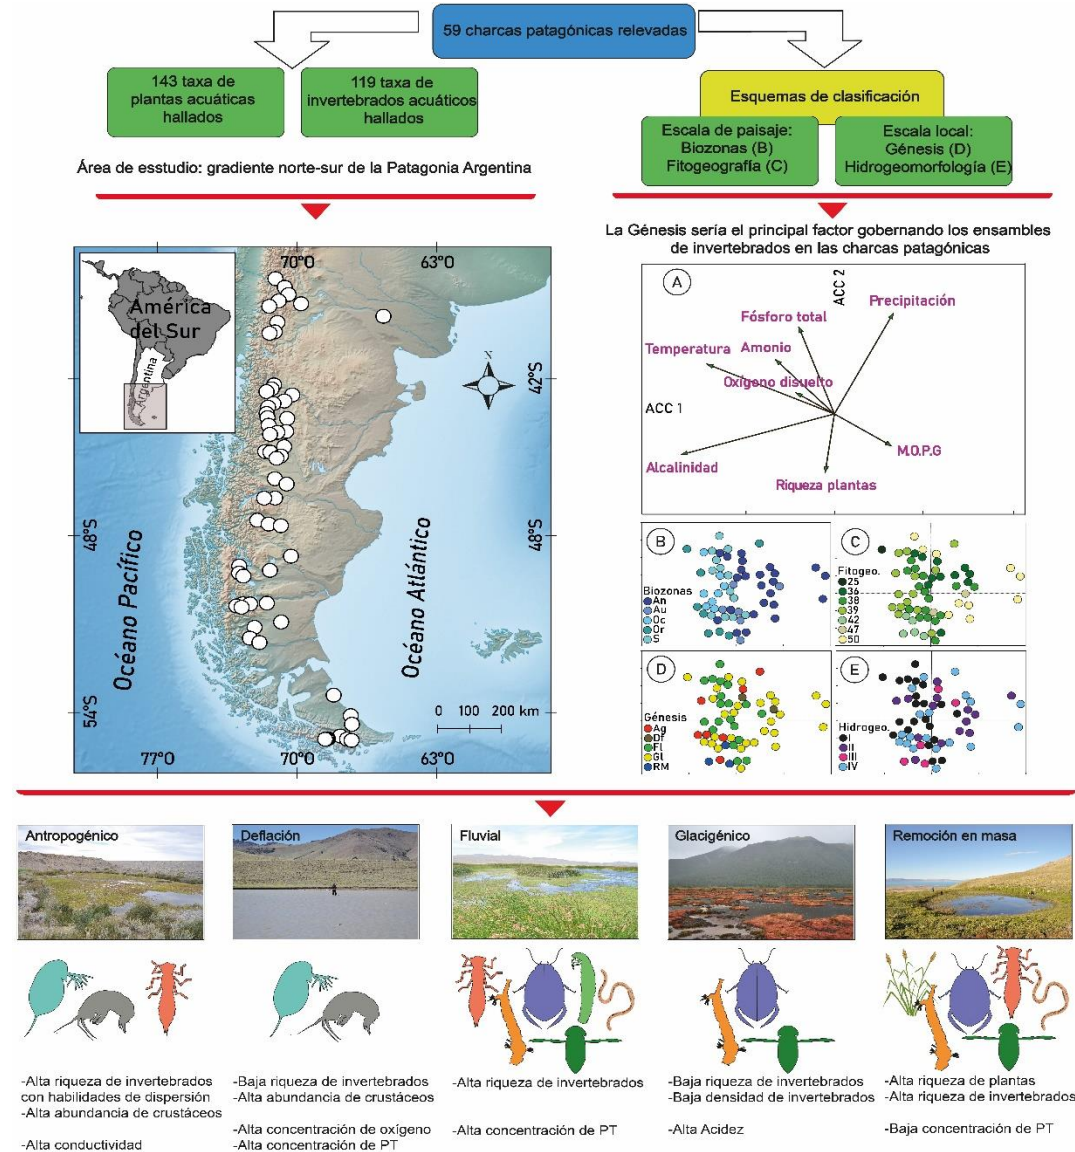 59 charcas patagónicas relevadas
143 taxa de
plantas acuáticas
hallados
119 taxa de
invertebrados acuáticos
hallados
Esquemas de clasificación
Escala de paisaje:
Biozonas (B)
Fitogeografía (C)
Escala local:
Génesis (D)
Hidrogeomorfología (E)
Área de esstudio: gradiente norte-sur de la Patagonia Argentina
La Génesis sería el principal factor gobernando los ensambles
de invertebrados en las charcas patagónicas
70°O
63°O
América
del Sur
Argentina
N
42°S
48°S
48°S
54°S
Océano Pacífico
Océano Atlántico
0 100 200 km
77°O
70°O
63°O
A
ACC 2
Precipitación
Fósforo total
Temperatura
Amonio
Oxígeno disuelto
ACC 1
M.O.P.G
Alcalinidad
Riqueza plantas
B
Biozonas
An
Au
Oc
Or
S
C
Fitogeo.
25
36
38
39
42
47
50
D
Génesis
Ag
Df
Fl
Gl
RM
E
Hidrogeo.
I
II
III
IV
Antropogénico
Deflación
Fluvial
Glacigénico
Remoción en masa
-Alta riqueza de invertebrados
con habilidades de dispersión
-Alta abundancia de crustáceos
-Alta conductividad
-Baja riqueza de invertebrados
-Alta abundancia de crustáceos
-Alta concentración de oxígeno
-Alta concentración de PT
-Alta riqueza de invertebrados
-Alta concentración de PT
-Baja riqueza de invertebrados
-Baja densidad de invertebrados
-Alta Acidez
-Alta riqueza de plantas
-Alta riqueza de invertebrados
-Baja concentración de PT